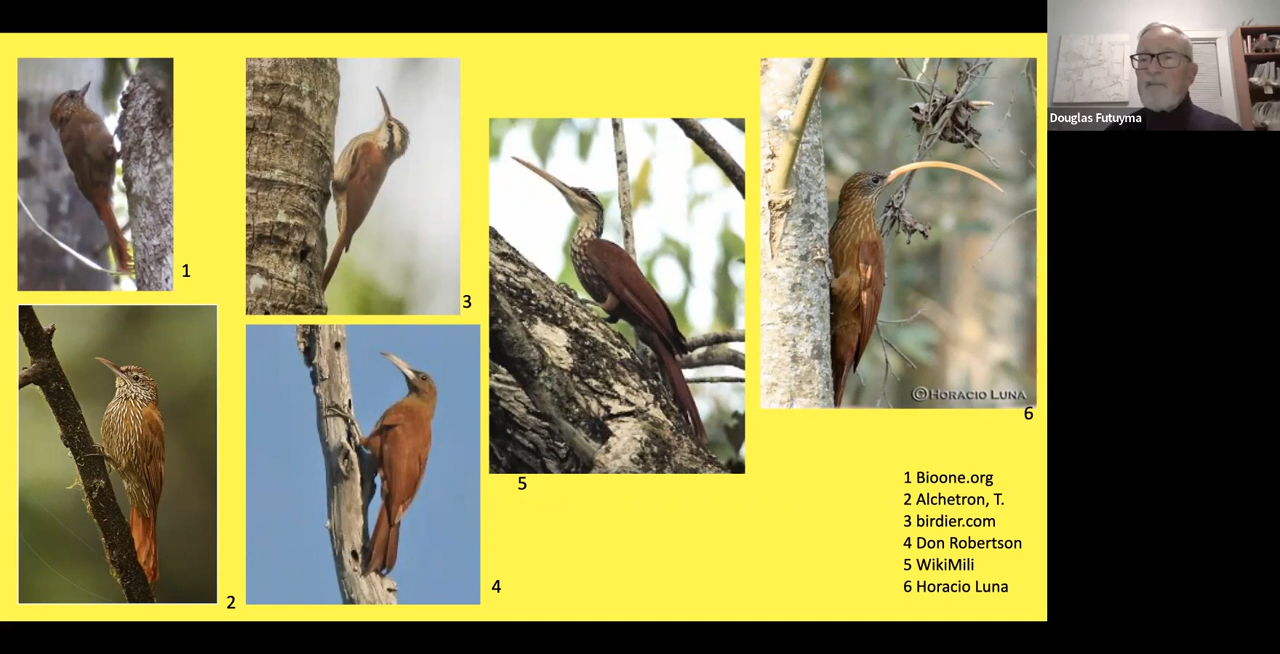 Douglas Futuyma
1
3
2
4
5
©HORACIO LUNA
6
1 Bioone.org
2 Alchetron, T.
3 birdier.com
4 Don Robertson
5 WikiMili
6 Horacio Luna